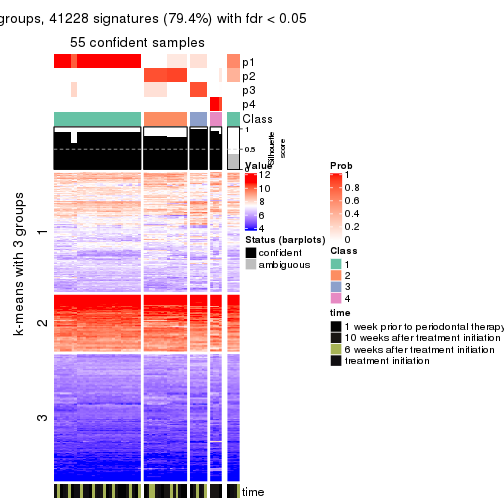 groups, 41228 signatures (79.4%) with fdr < 0.05
55 confident samples
p1
p2
p3
p4
Class
1
0.5
0
Silhouette
score
k-means with 3 groups
1
2
3
time
Value
12
10
8
6
4
Status (barplots)
confident
ambiguous
Prob
1
0.8
0.6
0.4
0.2
0
Class
1
2
3
4
time
1 week prior to periodontal therapy
10 weeks after treatment initiation
6 weeks after treatment initiation
treatment initiation